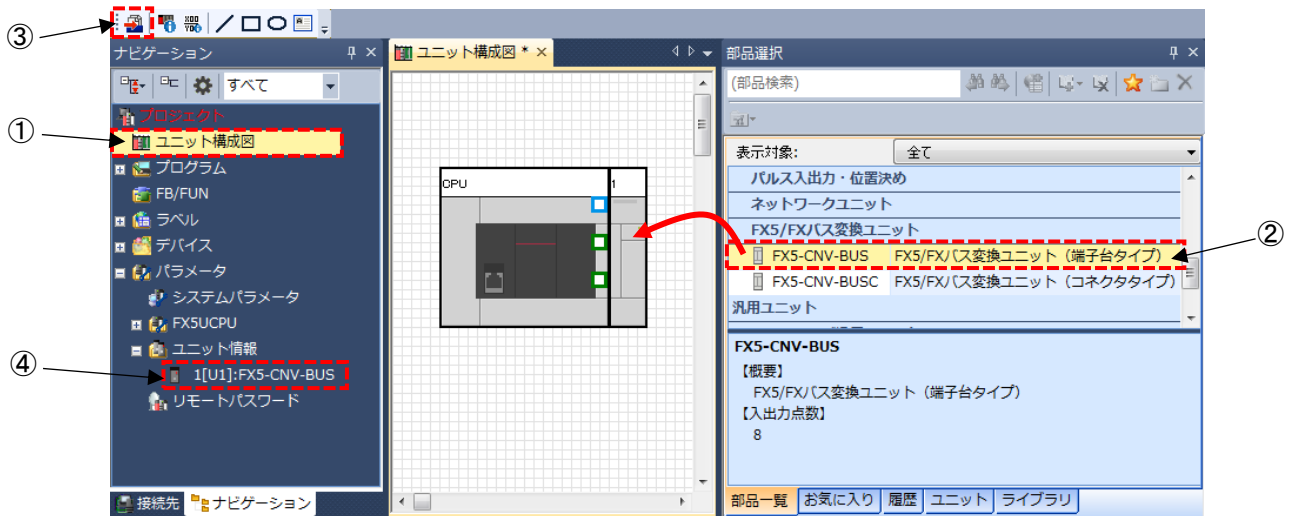 ③
ナビゲーション
すべて
プロジェクト
①
ユニット構成図
プログラム
FB/FUN
ラベル
デバイス
パラメータ
システムパラメータ
FX5UCPU
ユニット情報
④
1[U1]:FX5-CNV-BUS
リモートパスワード
接続先
ナビゲーション
ユニット構成図 *
CPU
1
部品選択
(部品検索)
表示対象:
全て
パルス入出力・位置決め
ネットワークユニット
FX5/FXバス変換ユニット
②
FX5-CNV-BUS FX5/FXバス変換ユニット（端子台タイプ）
FX5-CNV-BUSC FX5/FXバス変換ユニット（コネクタタイプ）
汎用ユニット
FX5-CNV-BUS
【概要】
FX5/FXバス変換ユニット（端子台タイプ）
【入出力点数】
8
部品一覧 お気に入り 履歴 ユニット ライブラリ